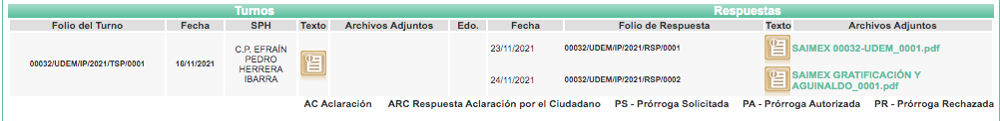 Turnos Respuestas
Folio del Turno Fecha SPH Texto Archivos Adjuntos Edo. Fecha Folio de Respuesta Texto Archivos Adjuntos
00032/UDEM/IP/2021/TSP/0001 16/11/2021 C.P. EFRAÍN
PEDRO
HERRERA
IBARRA
23/11/2021 00032/UDEM/IP/2021/RSP/0001 SAIMEX 00032-UDEM_0001.pdf
24/11/2021 00032/UDEM/IP/2021/RSP/0002 SAIMEX GRATIFICACIÓN Y
AGUINALDO_0001.pdf
AC Aclaración ARC Respuesta Aclaración por el Ciudadano PS - Prórroga Solicitada PA - Prórroga Autorizada PR - Prórroga Rechazada